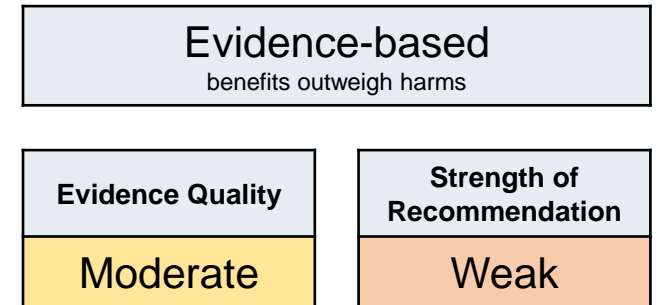 Evidence-based
benefits outweigh harms
Evidence Quality
Strength of
Recommendation
Moderate
Weak